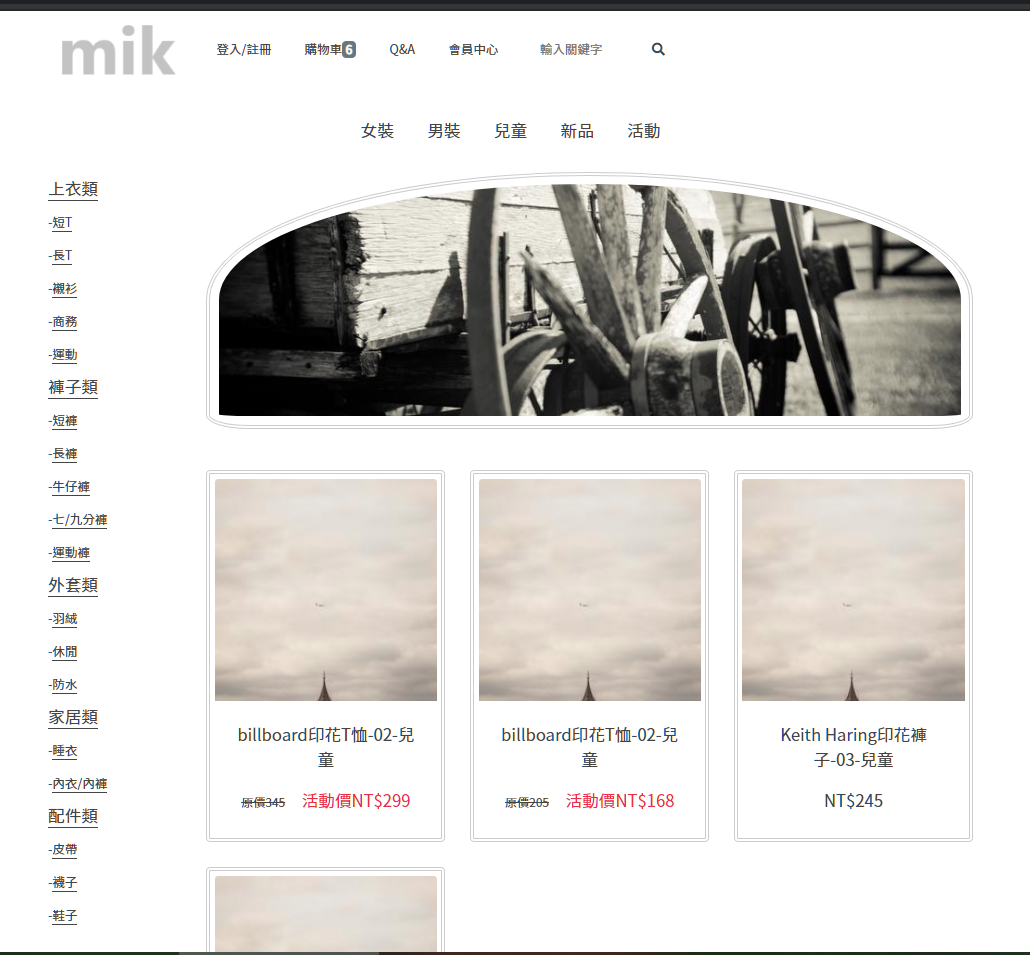 mik
登入/註冊 購物車6 Q&A 會員中心 輸入關鍵字
女裝 男裝 兒童 新品 活動
上衣類
-短T
-長T
-襯衫
-商務
-運動
褲子類
-短褲
-長褲
-牛仔褲
-七/九分褲
-運動褲
外套類
-羽絨
-休閒
-防水
家居類
-睡衣
-內衣/內褲
配件類
-皮帶
-襪子
-鞋子
billboard印花T恤-02-兒
童
原價345 活動價NT$299
billboard印花T恤-02-兒
童
原價205 活動價NT$168
Keith Haring印花褲
子-03-兒童
NT$245